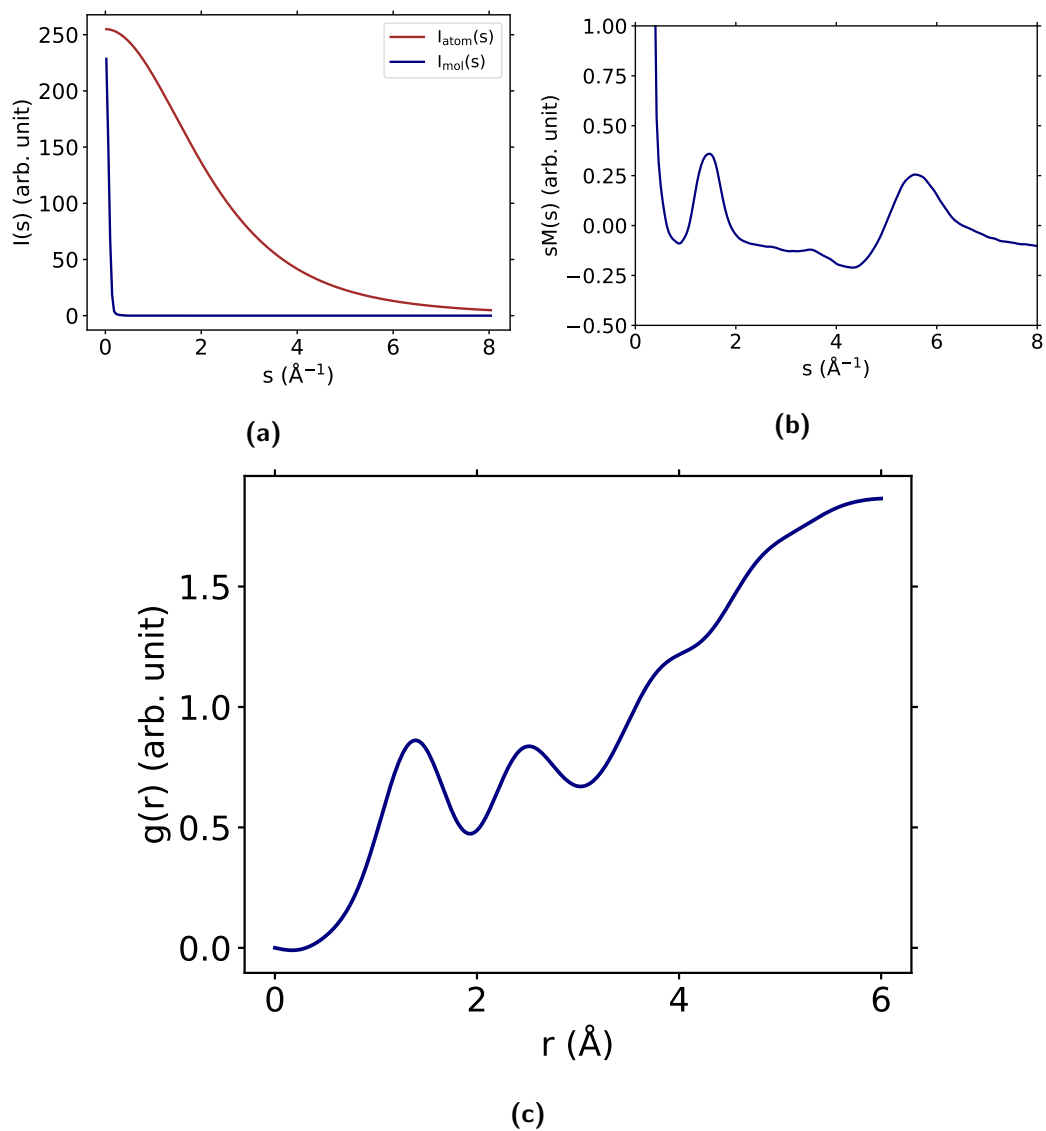 I_atom(s)
I_mol(s)
I(s) (arb. unit)
250
200
150
100
50
0
0 2 4 6 8
s (Å⁻¹)
(a)
sM(s) (arb. unit)
1.00
0.75
0.50
0.25
0.00
−0.25
−0.50
0 2 4 6 8
s (Å⁻¹)
(b)
g(r) (arb. unit)
1.5
1.0
0.5
0.0
0 2 4 6
r (Å)
(c)